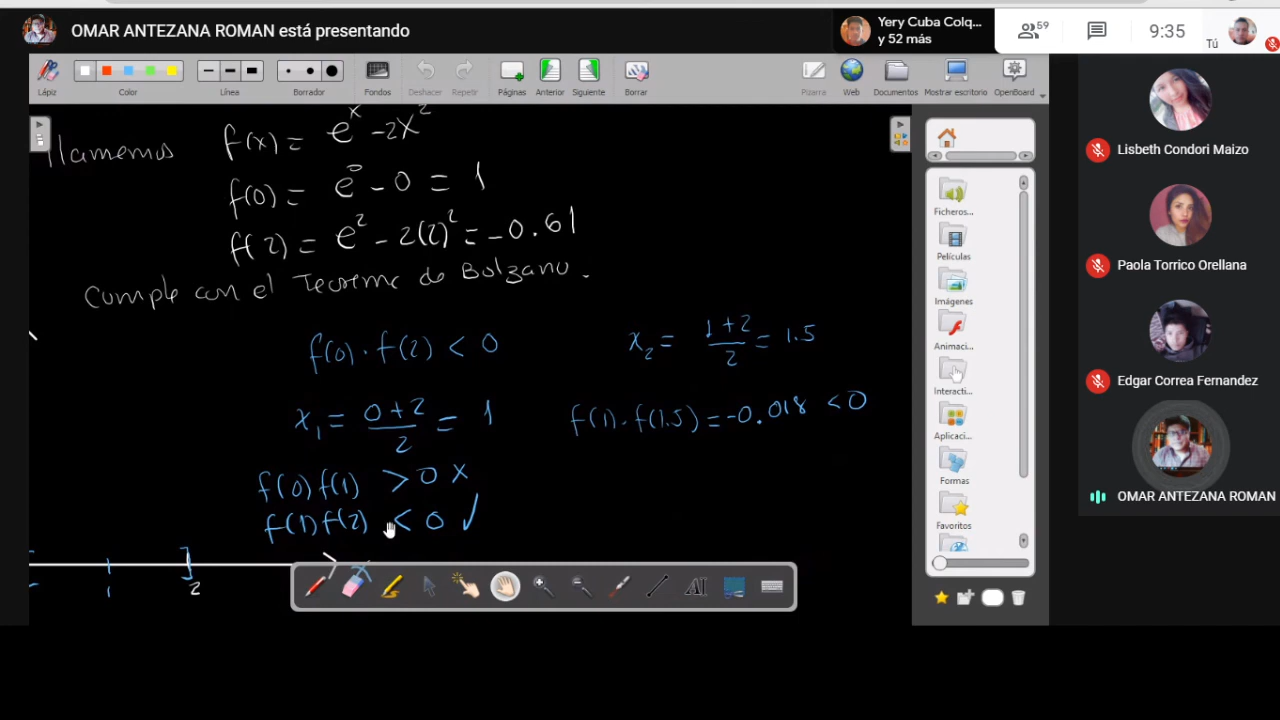 OMAR ANTEZANA ROMAN está presentando
Yery Cuba Colq...
y 52 más
59
9:35
Tú
Lápiz
Color
Línea
Borrador
Fondos
Deshacer
Repetir
Páginas
Anterior
Siguiente
Borrar
Pizarra
Web
Documentos
Mostrar escritorio
OpenBoard
llamemos f(x) = e^x - 2x^2
f(0) = e^0 - 0 = 1
f(2) = e^2 - 2(2)^2 = -0.61
Cumple con el Teorema de Bolzano.
f(0) . f(2) < 0
x_1 = 0+2/2 = 1
f(0) f(1) > 0 x
f(1) f(2) < 0 ✓
x_2 = 1+2/2 = 1.5
f(1) . f(1.5) = -0.018 < 0
1
2
x
AI
Ficheros...
Películas
Imágenes
Animaci...
Interacti...
Aplicaci...
Formas
Favoritos
Lisbeth Condori Maizo
Paola Torrico Orellana
Edgar Correa Fernandez
OMAR ANTEZANA ROMAN